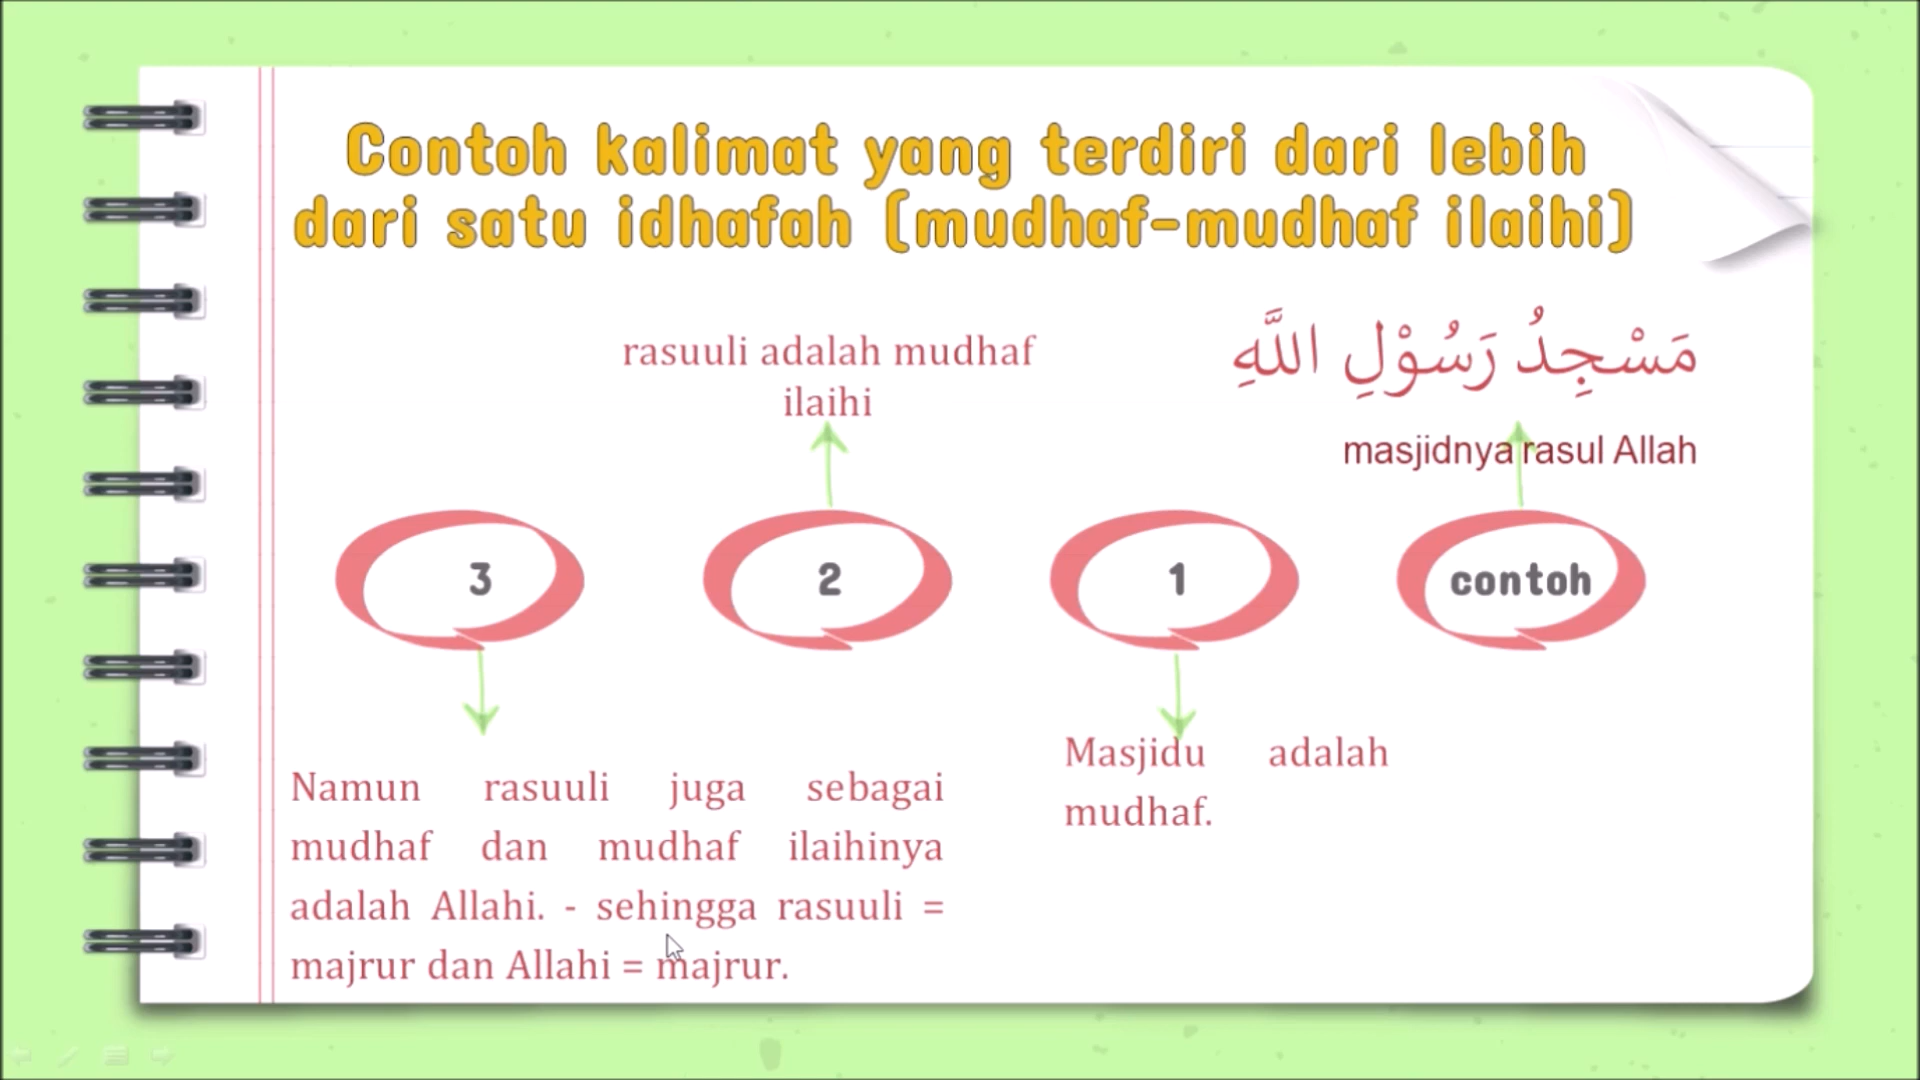 Contoh kalimat yang terdiri dari lebih
dari satu idhafah (mudhaf-mudhaf ilaihi)
مَسْجِدُ رَسُوْلِ اللَّهِ
masjidnya rasul Allah
contoh
1
Masjidu adalah
mudhaf.
2
rasuuli adalah mudhaf
ilaihi
3
Namun rasuuli juga sebagai
mudhaf dan mudhaf ilaihinya
adalah Allahi. - sehingga rasuuli =
majrur dan Allahi = majrur.